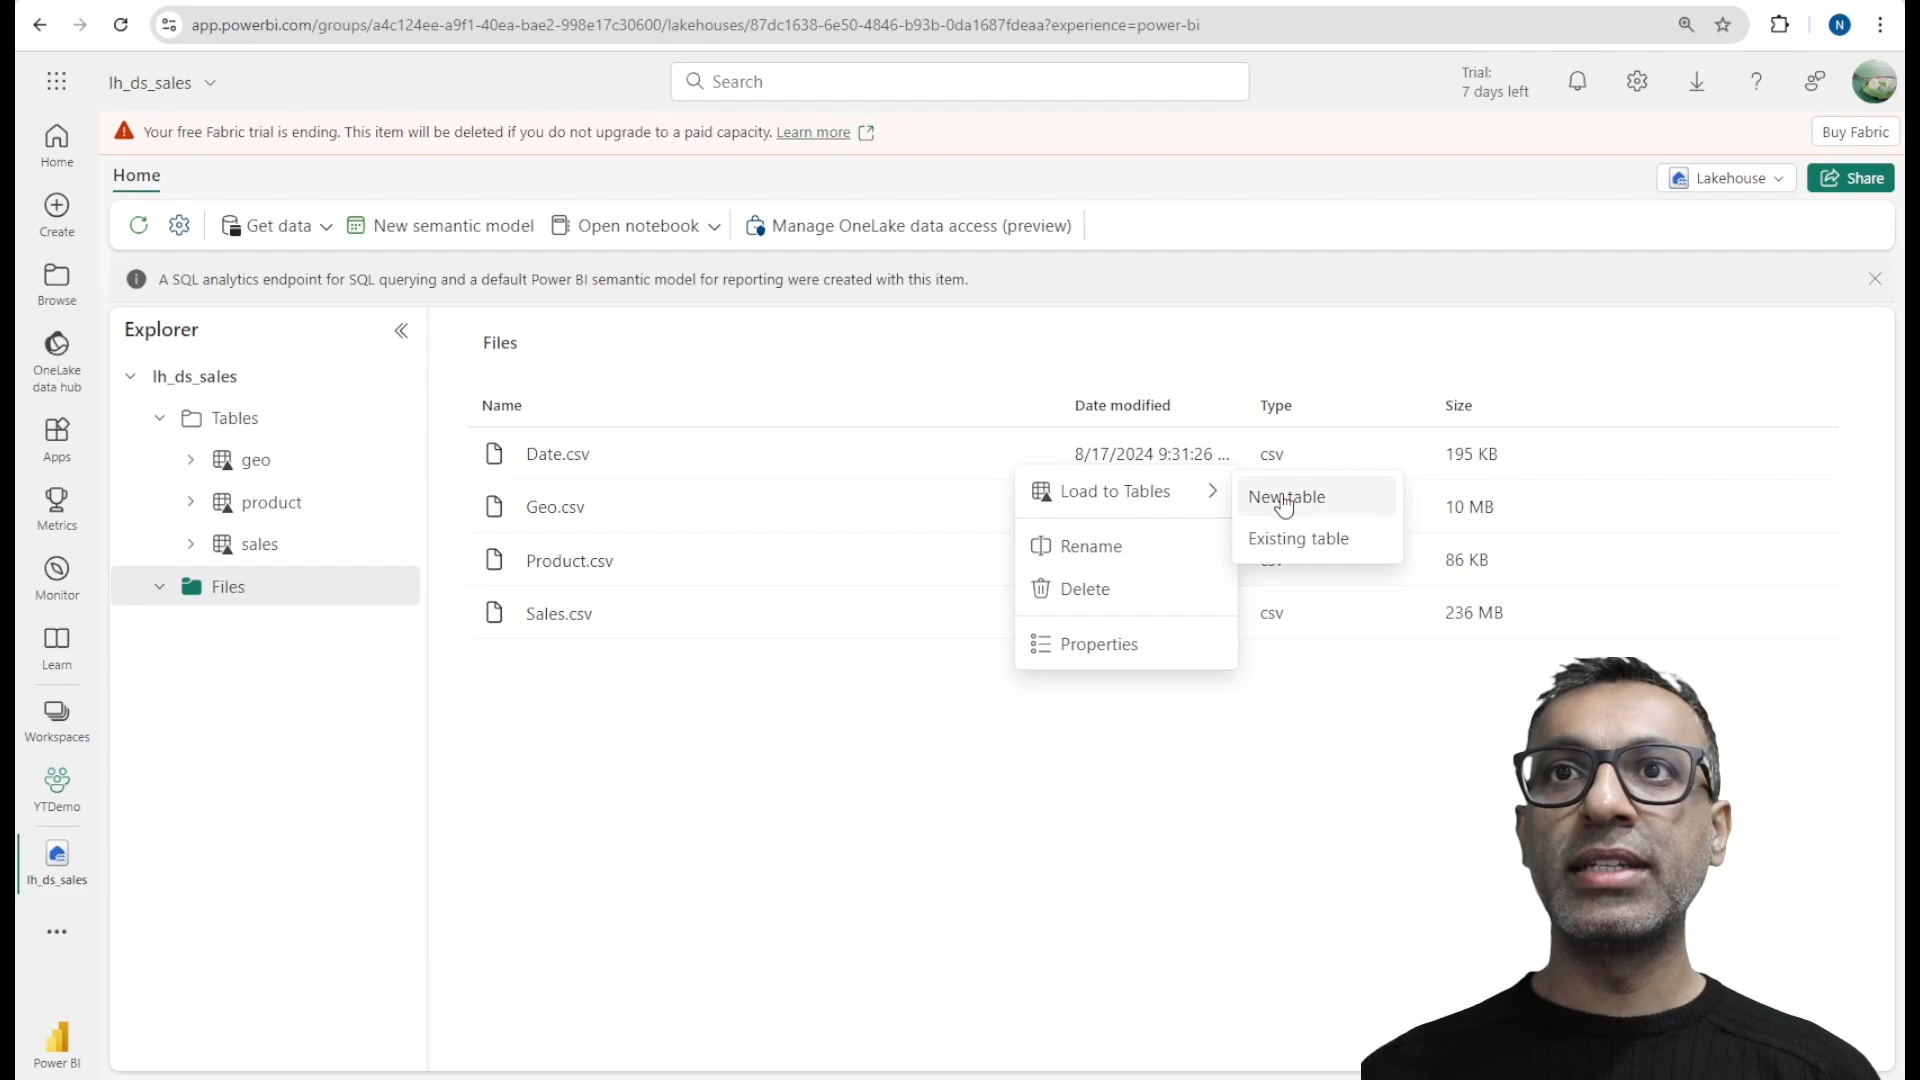 app.powerbi.com/groups/a4c124ee-a9f1-40ea-bae2-998e17c30600/lakehouses/87dc1638-6e50-4846-b93b-0da1687fdeaa?experience=power-bi
N
lh_ds_sales
Search
Trial:
7 days left
Your free Fabric trial is ending. This item will be deleted if you do not upgrade to a paid capacity. Learn more
Buy Fabric
Home
Lakehouse
Share
Get data
New semantic model
Open notebook
Manage OneLake data access (preview)
A SQL analytics endpoint for SQL querying and a default Power BI semantic model for reporting were created with this item.
Home
Create
Browse
OneLake
data hub
Apps
Metrics
Monitor
Learn
Workspaces
YTDemo
lh_ds_sales
Power BI
Explorer
lh_ds_sales
Tables
geo
product
sales
Files
Files
Name Date modified Type Size
Date.csv 8/17/2024 9:31:26 ... csv 195 KB
Geo.csv 10 MB
Product.csv 86 KB
Sales.csv csv 236 MB
Load to Tables
Rename
Delete
Properties
New table
Existing table